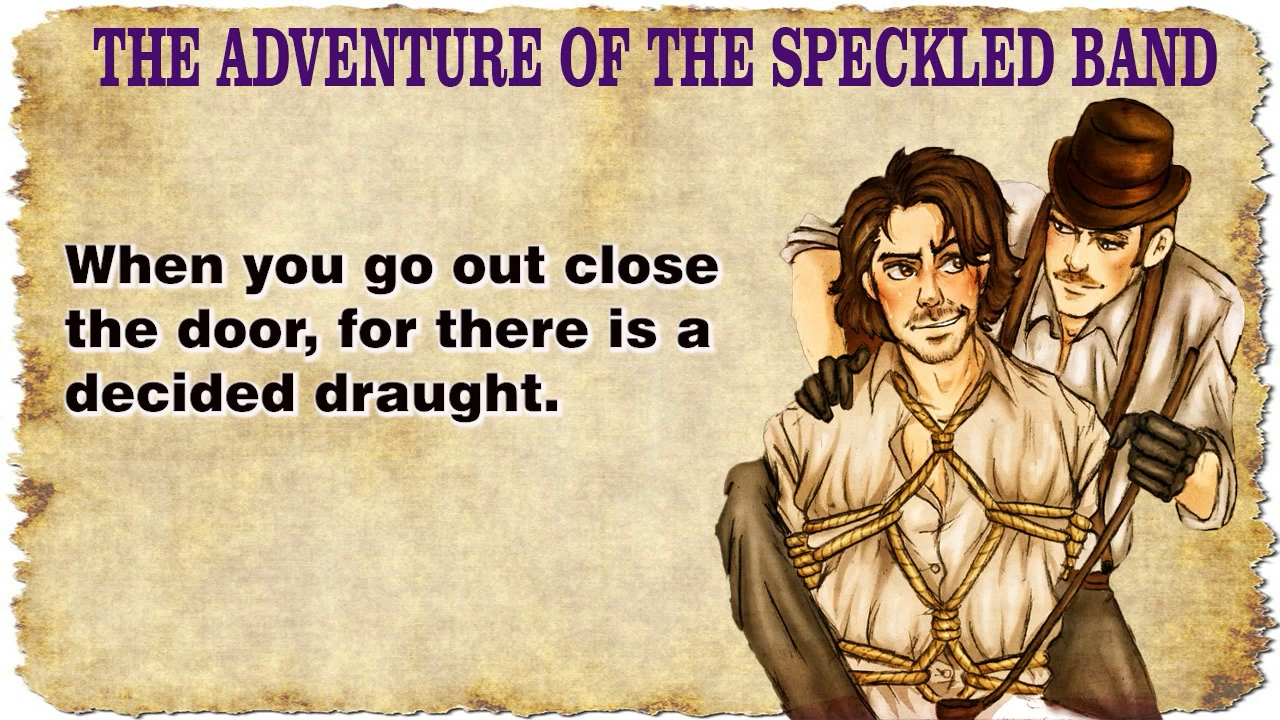 THE ADVENTURE OF THE SPECKLED BAND
When you go out close
the door, for there is a
decided draught.